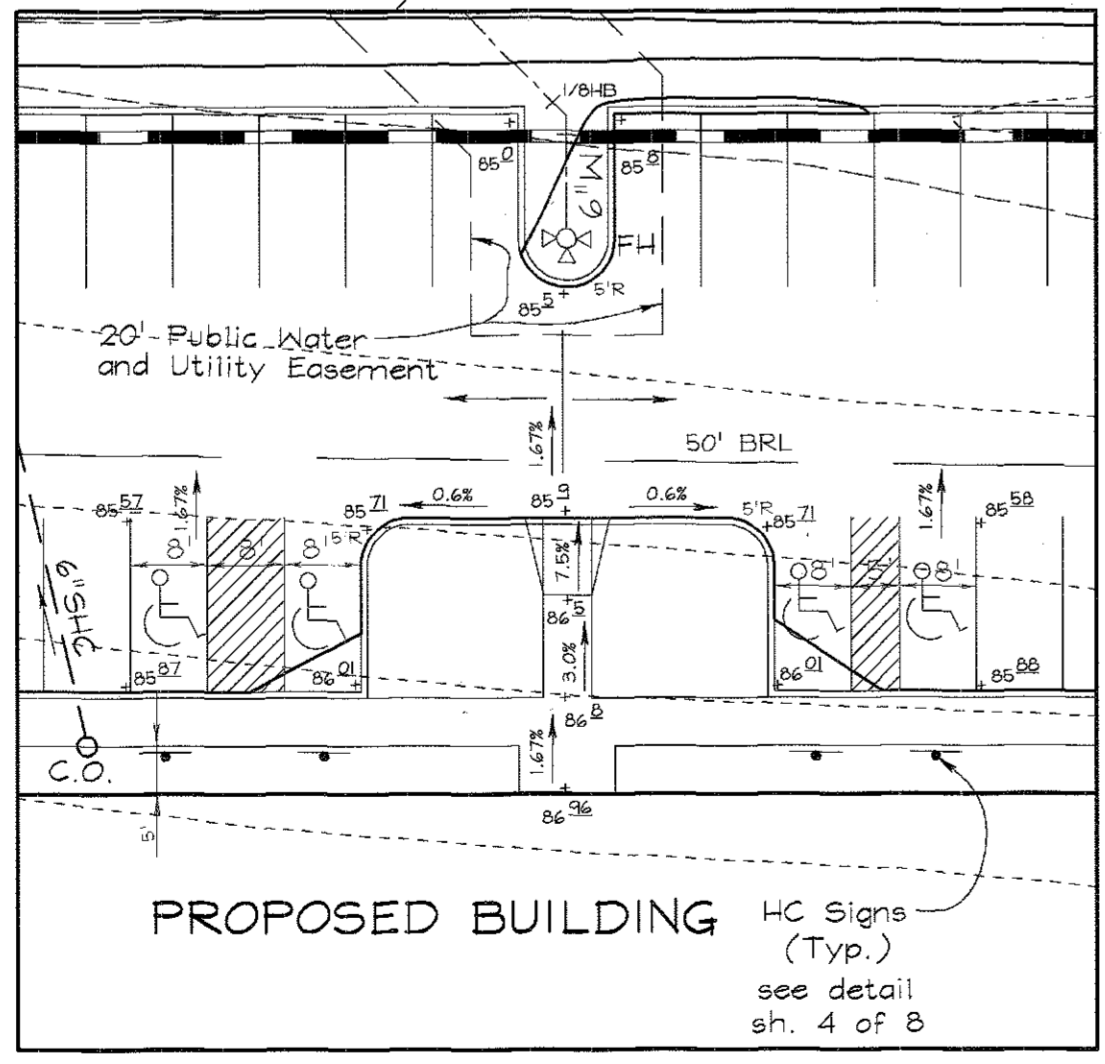 1/8HB
85 0
85 8
6"W
FH
85 5
5'R
20' Public Water
and Utility Easement
1.67%
50' BRL
85 57
1.67%
85 71
0.6%
85 9
0.6%
5'R
85 71
1.67%
85 58
8'
8'
8'
5'R
7.5%
8'
5'
8'
6"SHC
85 87
86 01
86 5
3.0%
86 01
85 88
86 8
C.O.
1.67%
5'
86 96
PROPOSED BUILDING
HC Signs
(Typ.)
see detail
sh. 4 of 8